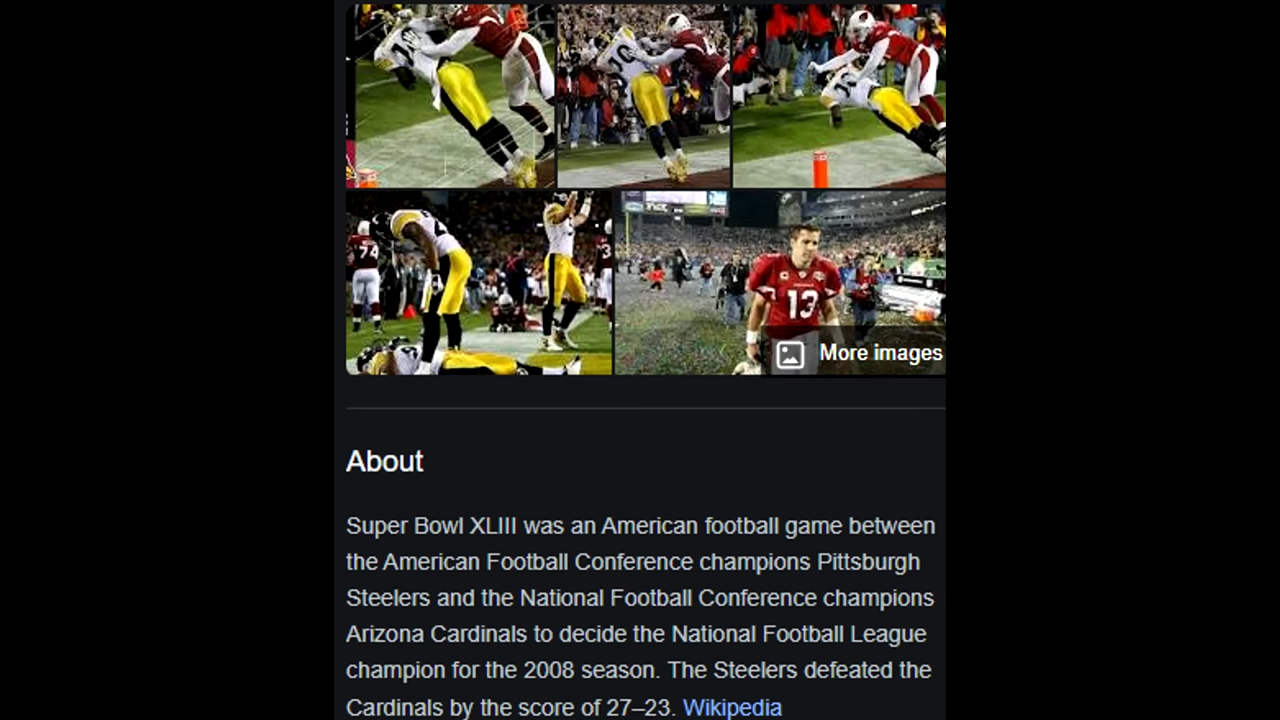 74
13
More images
About
Super Bowl XLIII was an American football game between
the American Football Conference champions Pittsburgh
Steelers and the National Football Conference champions
Arizona Cardinals to decide the National Football League
champion for the 2008 season. The Steelers defeated the
Cardinals by the score of 27–23. Wikipedia